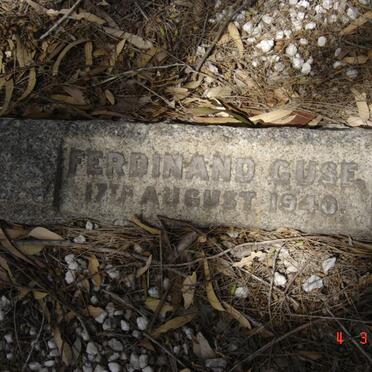 FERDINAND GUSE,
17TH AUGUST 1940.
4 3